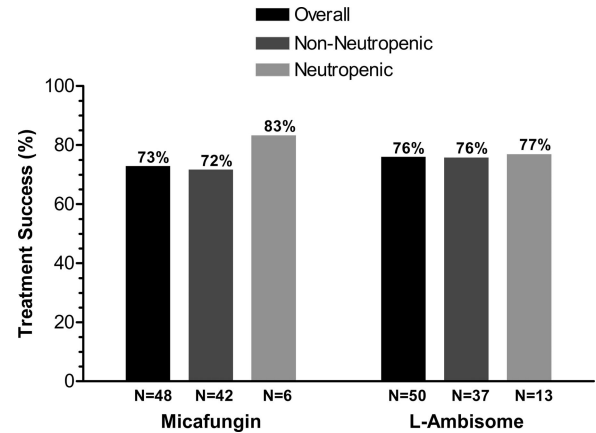 Overall
Non-Neutropenic
Neutropenic
Treatment Success (%)
100
80
60
40
20
0
73%
72%
83%
76%
76%
77%
N=48
N=42
N=6
N=50
N=37
N=13
Micafungin
L-Ambisome